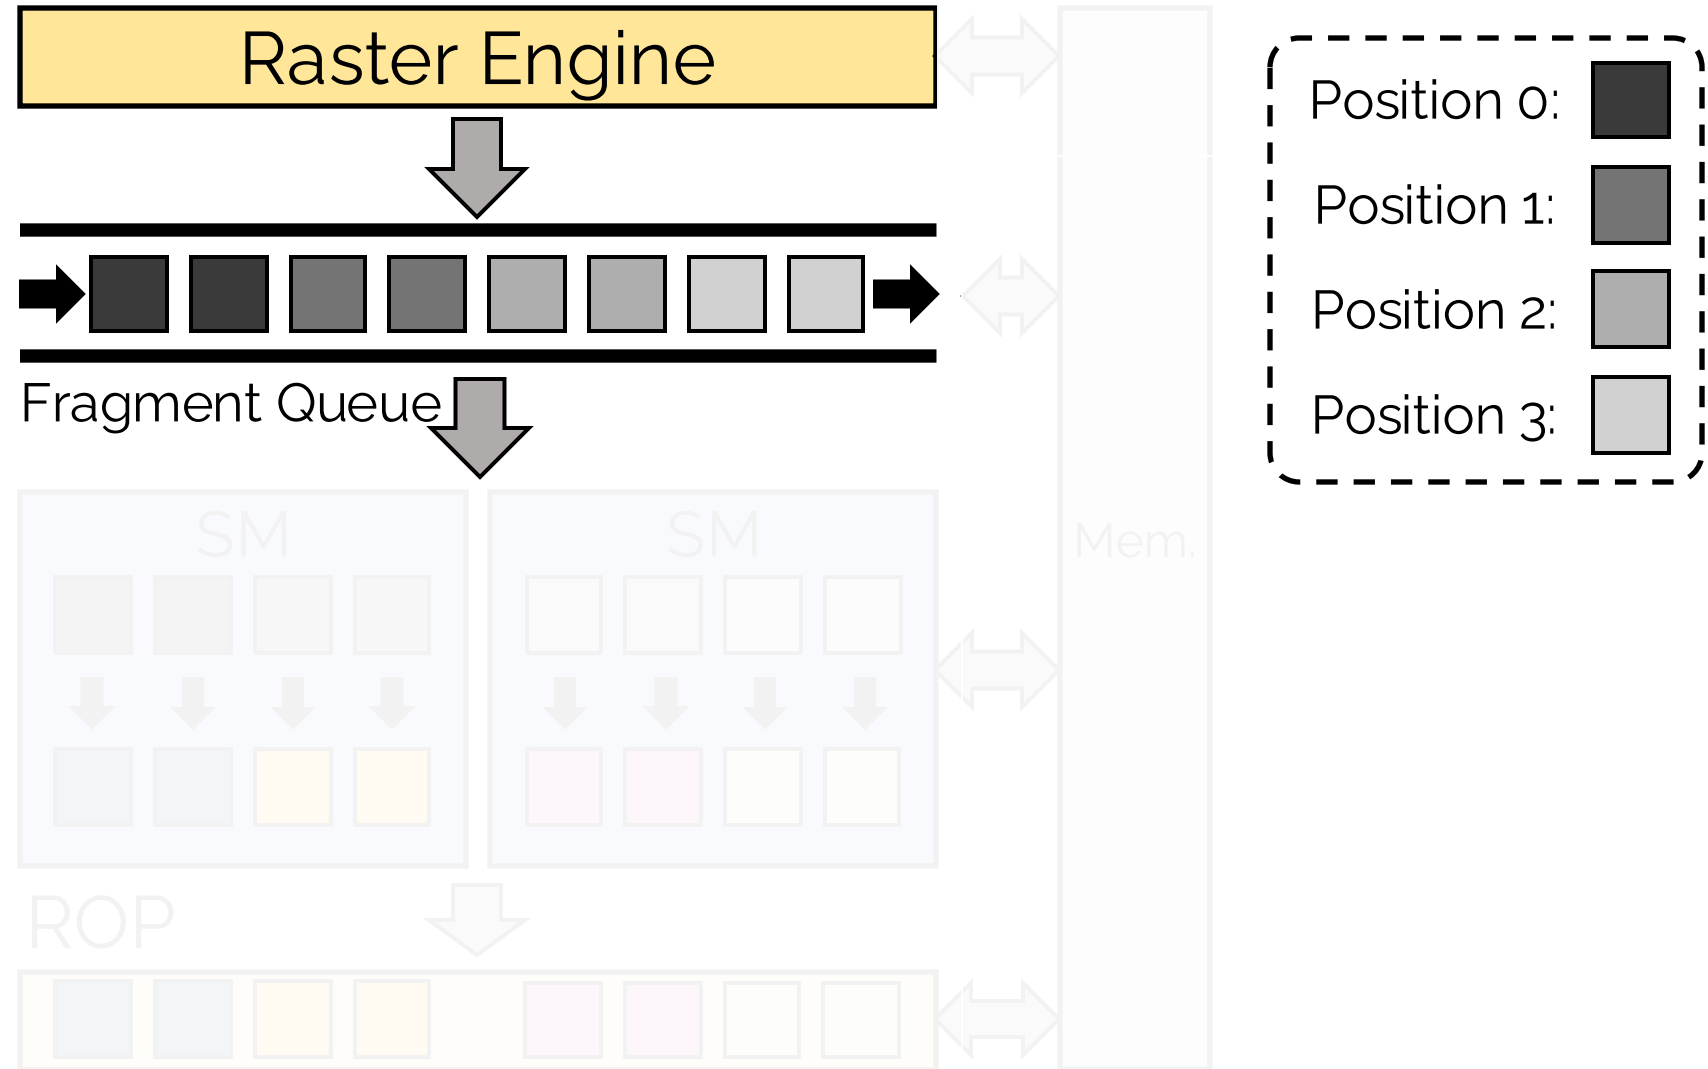 Raster Engine
Position 0:
Position 1:
Position 2:
Position 3:
Fragment Queue
SM
SM
Mem.
ROP